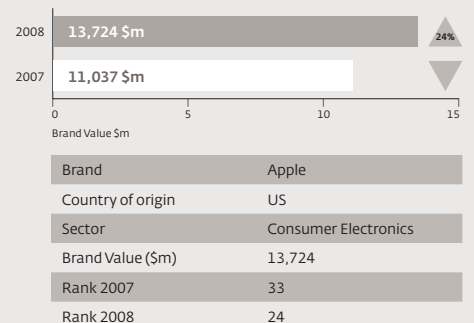 2008 13,724 $m 24%
2007 11,037 $m
0 5 10 15
Brand Value $m
Brand Apple
Country of origin US
Sector Consumer Electronics
Brand Value ($m) 13,724
Rank 2007 33
Rank 2008 24